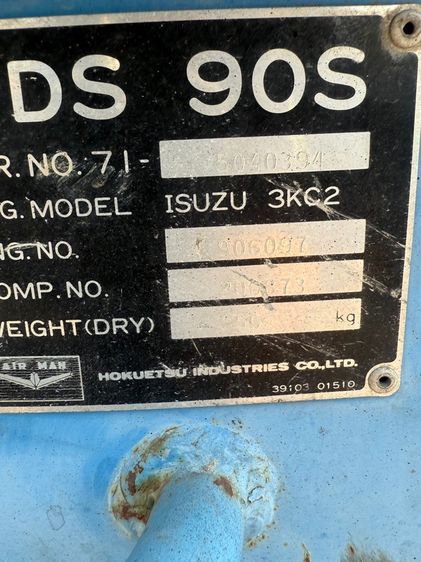 DS 90S
R. NO. 71- 5040394
G. MODEL ISUZU 3KC2
NG. NO. 906097
OMP. NO.
WEIGHT (DRY) kg
AIR MAN HOKUETSU INDUSTRIES CO., LTD.
39103 01510